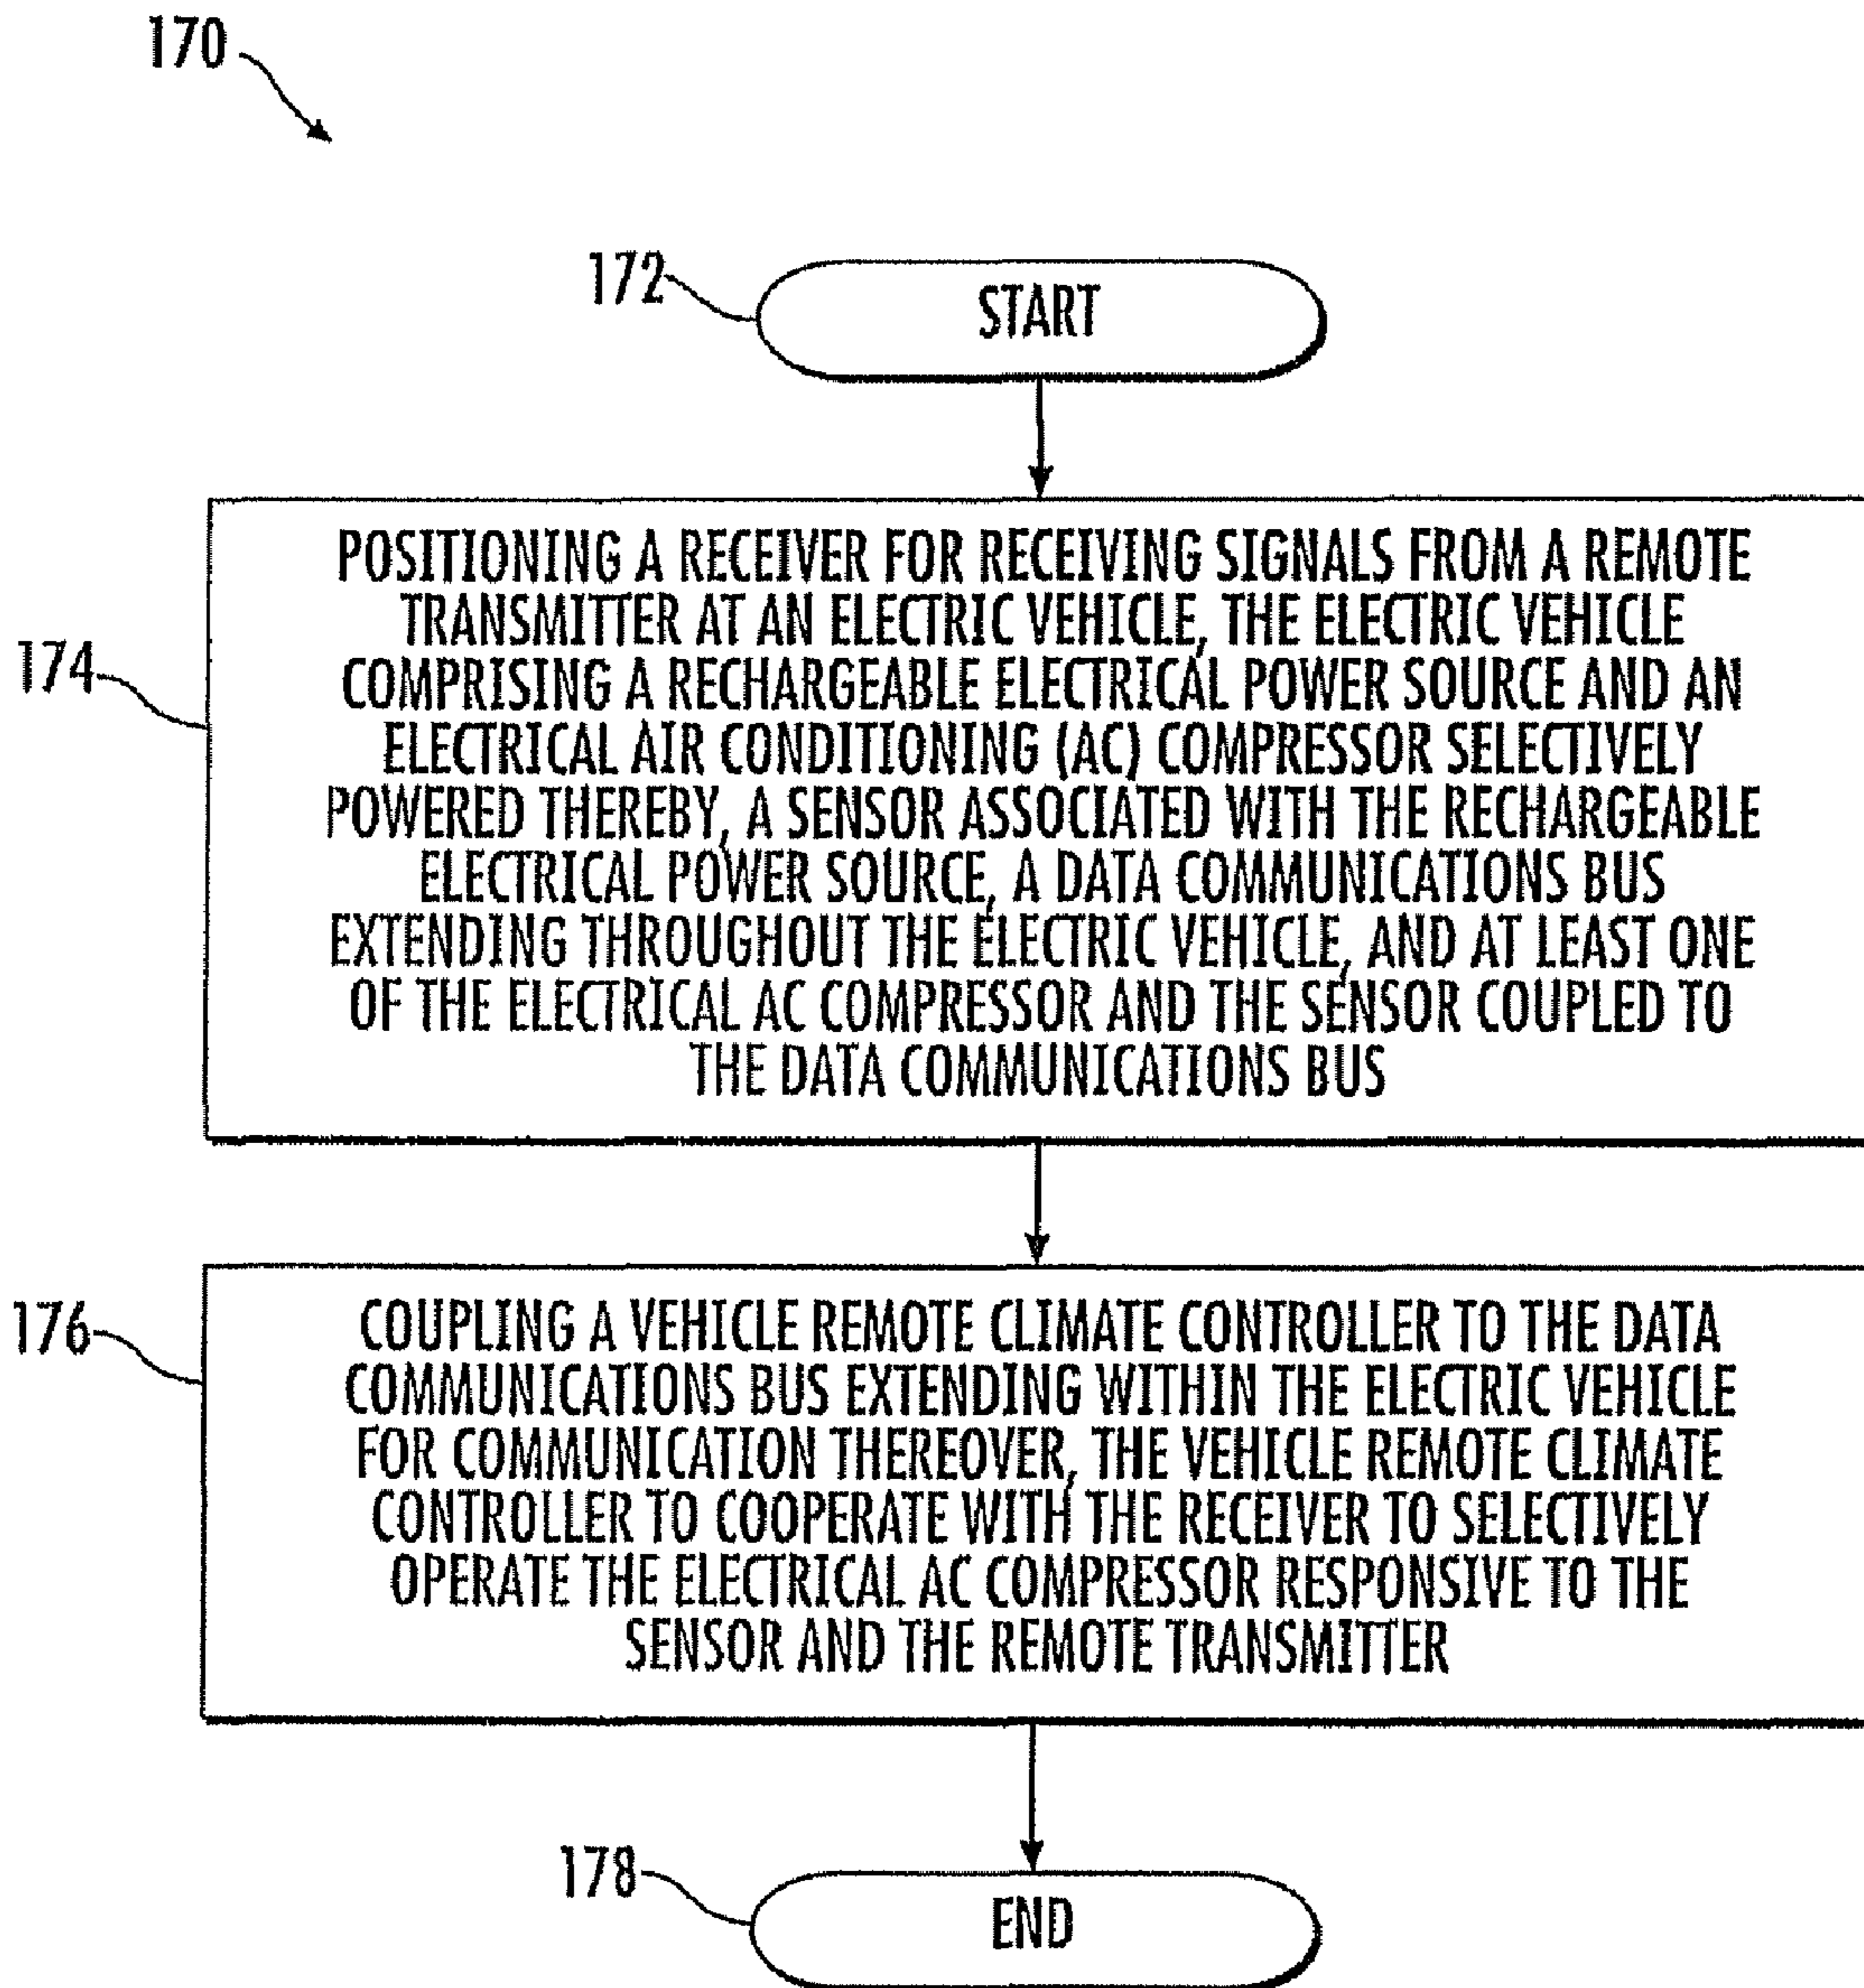 170
172
START
174
POSITIONING A RECEIVER FOR RECEIVING SIGNALS FROM A REMOTE
TRANSMITTER AT AN ELECTRIC VEHICLE, THE ELECTRIC VEHICLE
COMPRISING A RECHARGEABLE ELECTRICAL POWER SOURCE AND AN
ELECTRICAL AIR CONDITIONING (AC) COMPRESSOR SELECTIVELY
POWERED THEREBY, A SENSOR ASSOCIATED WITH THE RECHARGEABLE
ELECTRICAL POWER SOURCE, A DATA COMMUNICATIONS BUS
EXTENDING THROUGHOUT THE ELECTRIC VEHICLE, AND AT LEAST ONE
OF THE ELECTRICAL AC COMPRESSOR AND THE SENSOR COUPLED TO
THE DATA COMMUNICATIONS BUS
176
COUPLING A VEHICLE REMOTE CLIMATE CONTROLLER TO THE DATA
COMMUNICATIONS BUS EXTENDING WITHIN THE ELECTRIC VEHICLE
FOR COMMUNICATION THEREOVER, THE VEHICLE REMOTE CLIMATE
CONTROLLER TO COOPERATE WITH THE RECEIVER TO SELECTIVELY
OPERATE THE ELECTRICAL AC COMPRESSOR RESPONSIVE TO THE
SENSOR AND THE REMOTE TRANSMITTER
178
END